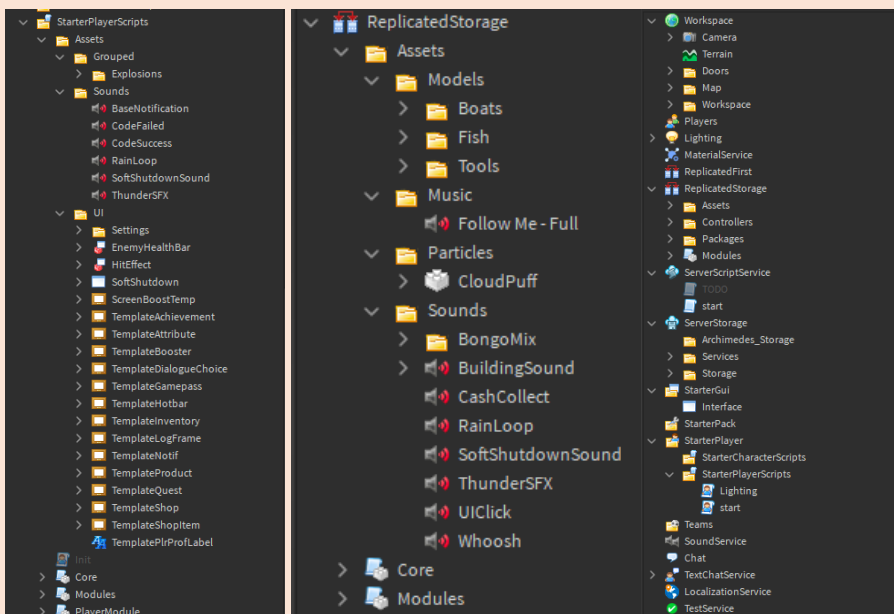 StarterPlayerScripts
Assets
Grouped
Explosions
Sounds
BaseNotification
CodeFailed
CodeSuccess
RainLoop
SoftShutdownSound
ThunderSFX
UI
Settings
EnemyHealthBar
HitEffect
SoftShutdown
ScreenBoostTemp
TemplateAchievement
TemplateAttribute
TemplateBooster
TemplateDialogueChoice
TemplateGamepass
TemplateHotbar
TemplateInventory
TemplateLogFrame
TemplateNotif
TemplateProduct
TemplateQuest
TemplateShop
TemplateShopItem
TemplatePlrProfLabel
Init
Core
Modules
PlayerModule
ReplicatedStorage
Assets
Models
Boats
Fish
Tools
Music
Follow Me - Full
Particles
CloudPuff
Sounds
BongoMix
BuildingSound
CashCollect
RainLoop
SoftShutdownSound
ThunderSFX
UIClick
Whoosh
Core
Modules
Workspace
Camera
Terrain
Doors
Map
Workspace
Players
Lighting
MaterialService
ReplicatedFirst
ReplicatedStorage
Assets
Controllers
Packages
Modules
ServerScriptService
TODO
start
ServerStorage
Archimedes_Storage
Services
Storage
StarterGui
Interface
StarterPack
StarterPlayer
StarterCharacterScripts
StarterPlayerScripts
Lighting
start
Teams
SoundService
Chat
TextChatService
LocalizationService
TestService